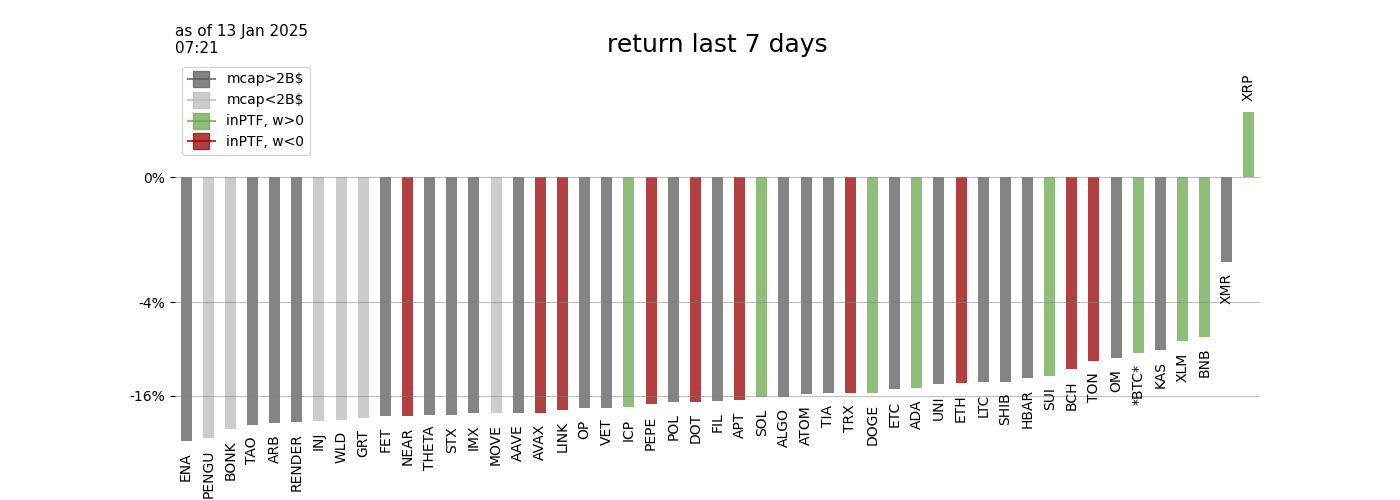 as of 13 Jan 2025
07:21
return last 7 days
mcap>2B$
mcap<2B$
inPTF, w>0
inPTF, w<0
0%
-4%
-16%
ENA
PENGU
BONK
TAO
ARB
RENDER
INJ
WLD
GRT
FET
NEAR
THETA
STX
IMX
MOVE
AAVE
AVAX
LINK
OP
VET
ICP
PEPE
POL
DOT
FIL
APT
SOL
ALGO
ATOM
TIA
TRX
DOGE
ETC
ADA
UNI
ETH
LTC
SHIB
HBAR
SUI
BCH
TON
OM
*BTC*
KAS
XLM
BNB
XMR
XRP